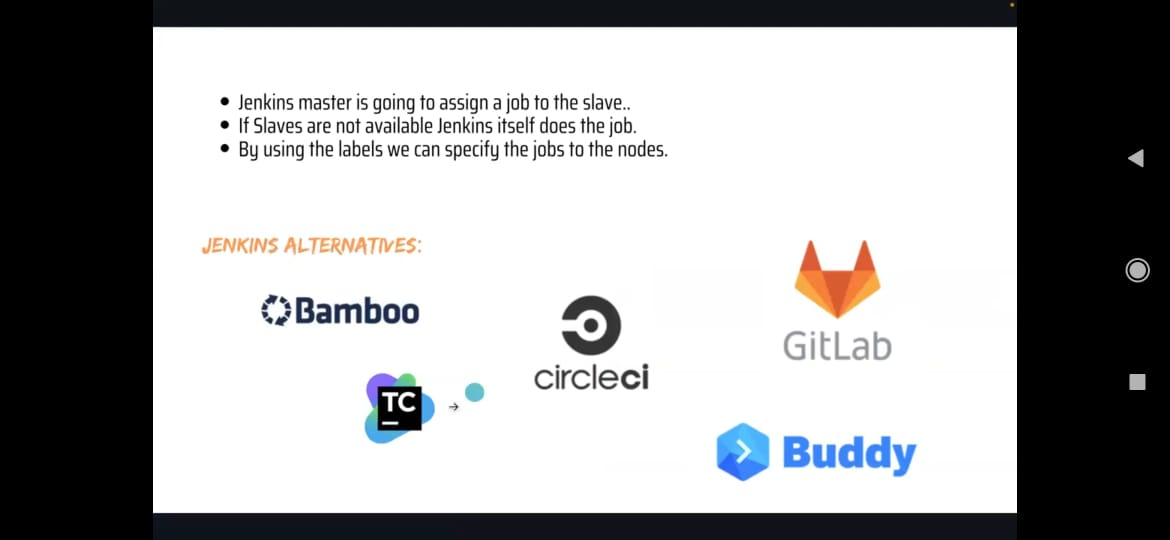 Jenkins master is going to assign a job to the slave..
If Slaves are not available Jenkins itself does the job.
By using the labels we can specify the jobs to the nodes.
JENKINS ALTERNATIVES:
Bamboo
circleci
GitLab
TC
Buddy